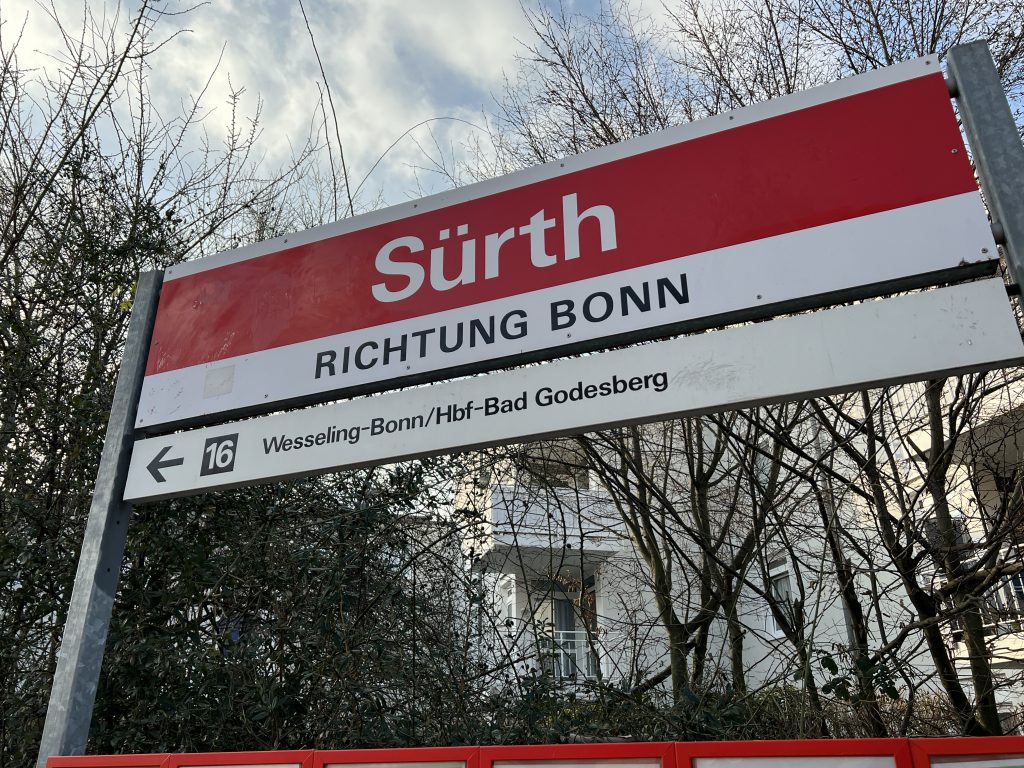 Sürth
RICHTUNG BONN
← 16 Wesseling-Bonn/Hbf-Bad Godesberg